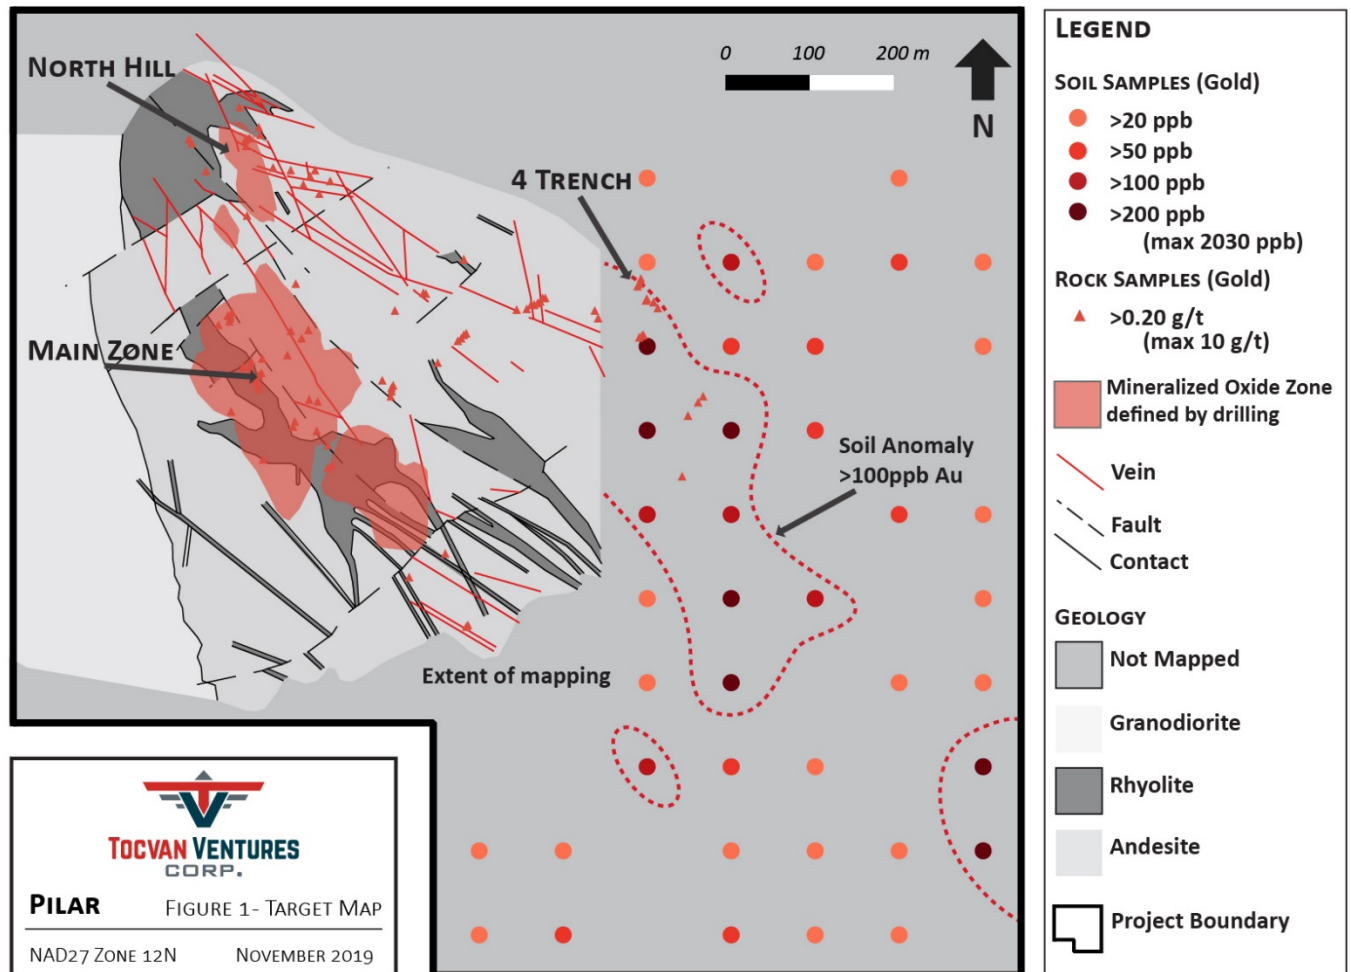 NORTH HILL
0 100 200 m
N
4 TRENCH
MAIN ZONE
Soil Anomaly
>100ppb Au
Extent of mapping
TOCVAN VENTURES
CORP.
PILAR FIGURE 1- TARGET MAP
NAD27 ZONE 12N NOVEMBER 2019
LEGEND
SOIL SAMPLES (Gold)
>20 ppb
>50 ppb
>100 ppb
>200 ppb
(max 2030 ppb)
ROCK SAMPLES (Gold)
>0.20 g/t
(max 10 g/t)
Mineralized Oxide Zone
defined by drilling
Vein
Fault
Contact
GEOLOGY
Not Mapped
Granodiorite
Rhyolite
Andesite
Project Boundary